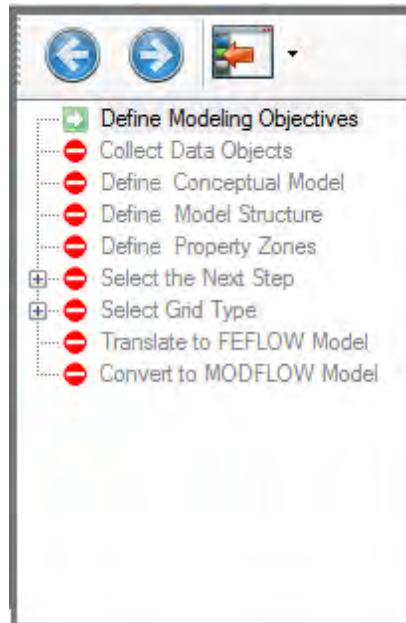 Define Modeling Objectives
Collect Data Objects
Define Conceptual Model
Define Model Structure
Define Property Zones
Select the Next Step
Select Grid Type
Translate to FEFLOW Model
Convert to MODFLOW Model